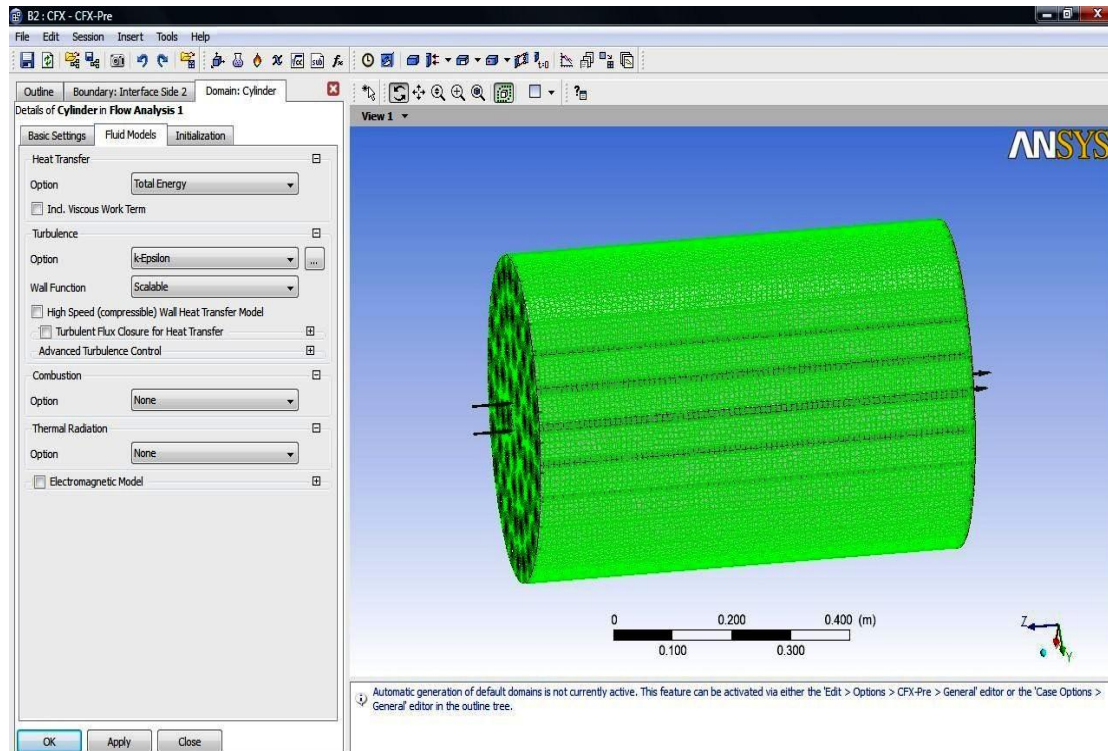 B2 : CFX - CFX-Pre
File Edit Session Insert Tools Help
Outline Boundary: Interface Side 2 Domain: Cylinder
Details of Cylinder in Flow Analysis 1
Basic Settings Fluid Models Initialization
Heat Transfer
Option Total Energy
Incl. Viscous Work Term
Turbulence
Option k-Epsilon ...
Wall Function Scalable
High Speed (compressible) Wall Heat Transfer Model
Turbulent Flux Closure for Heat Transfer
Advanced Turbulence Control
Combustion
Option None
Thermal Radiation
Option None
Electromagnetic Model
OK Apply Close
View 1
ANSYS
0 0.200 0.400 (m)
0.100 0.300
Z
Y
Automatic generation of default domains is not currently active. This feature can be activated via either the 'Edit > Options > CFX-Pre > General' editor or the 'Case Options >
General' editor in the outline tree.